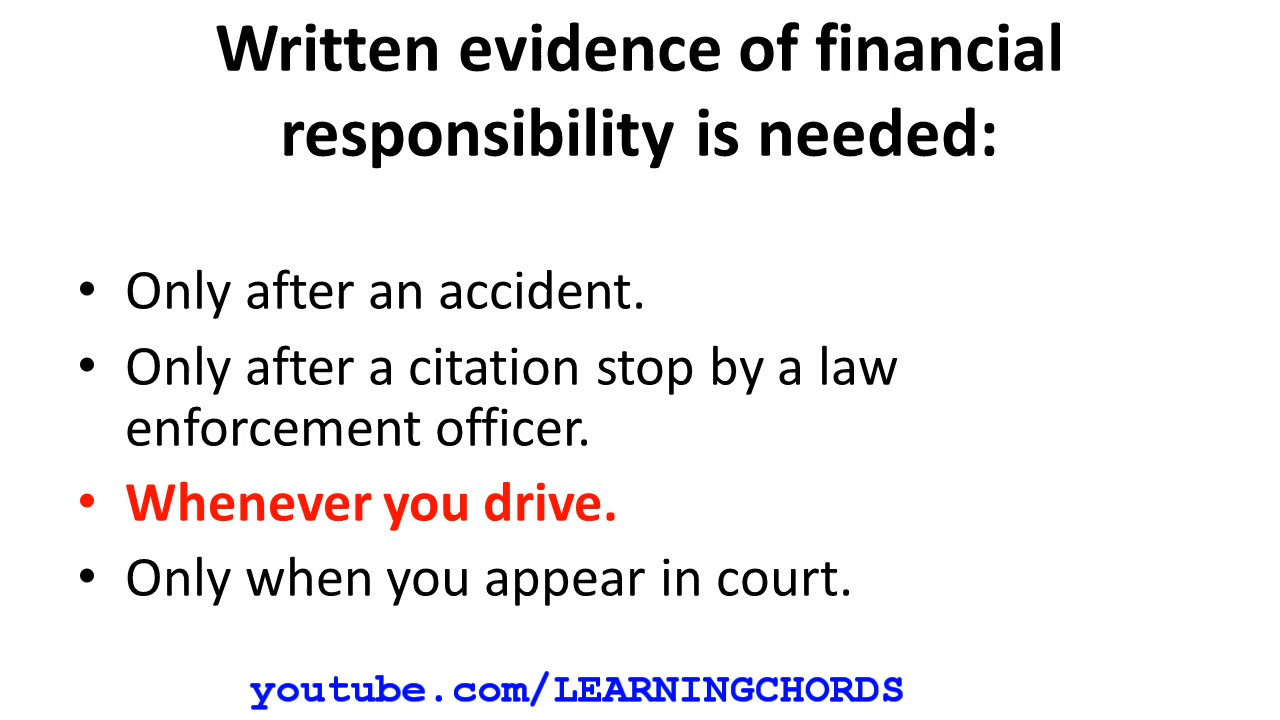 Written evidence of financial
responsibility is needed:
• Only after an accident.
• Only after a citation stop by a law
enforcement officer.
• Whenever you drive.
• Only when you appear in court.
youtube.com/LEARNINGCHORDS